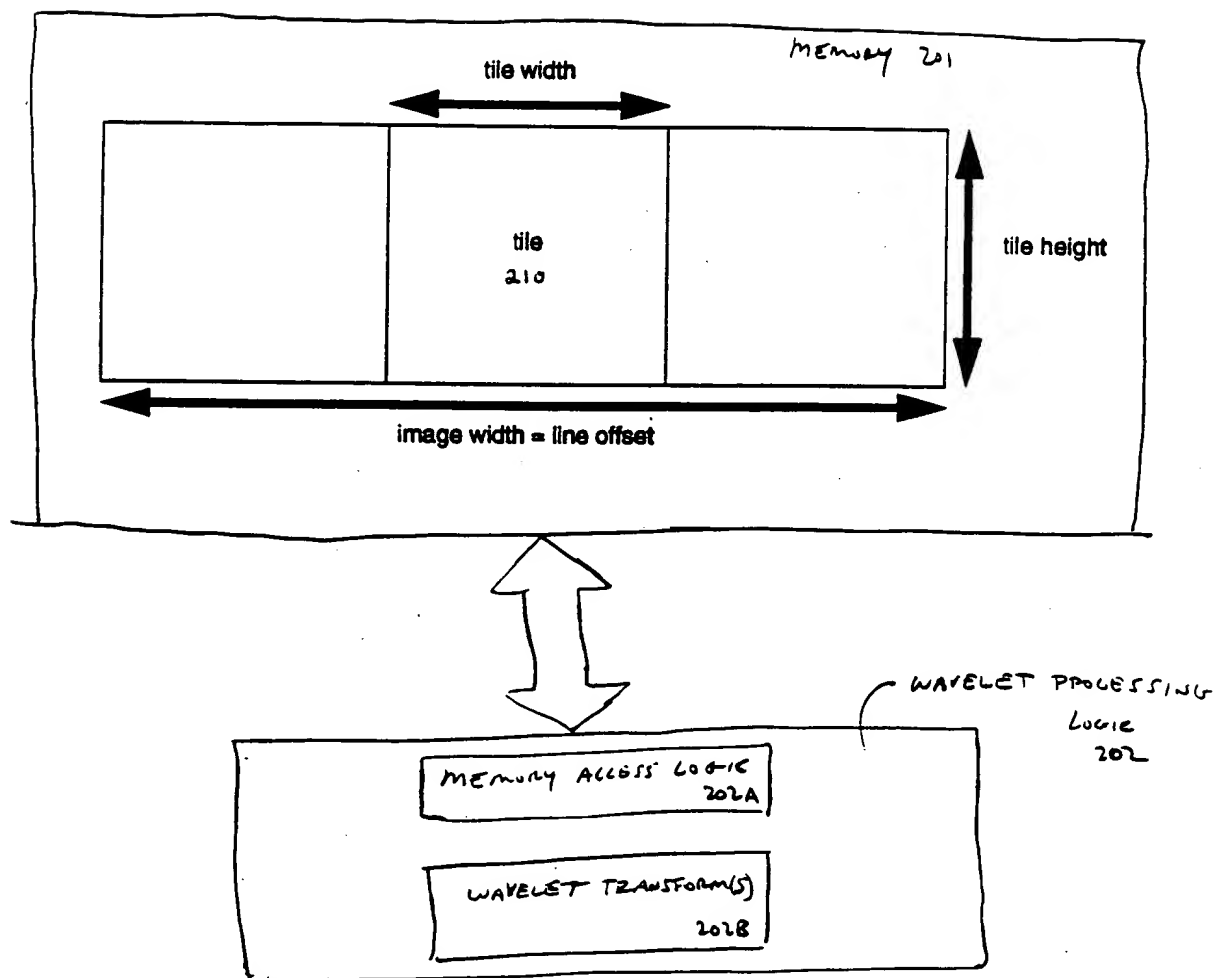 MEMORY 201
tile width
tile
210
tile height
image width = line offset
WAVELET PROCESSING
LOGIC
202
MEMORY ACCESS LOGIC
202A
WAVELET TRANSFORM(S)
202B